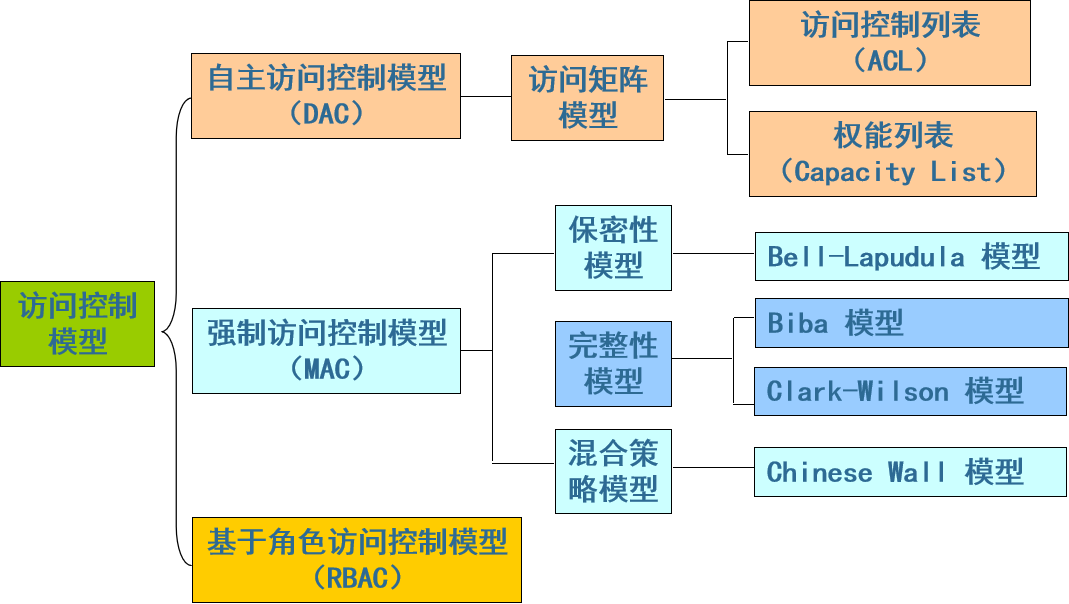 访问控制
模型
自主访问控制模型
（DAC）
访问矩阵
模型
访问控制列表
（ACL）
权能列表
（Capacity List）
强制访问控制模型
（MAC）
保密性
模型
Bell-Lapudula 模型
完整性
模型
Biba 模型
Clark-Wilson 模型
混合策
略模型
Chinese Wall 模型
基于角色访问控制模型
（RBAC）